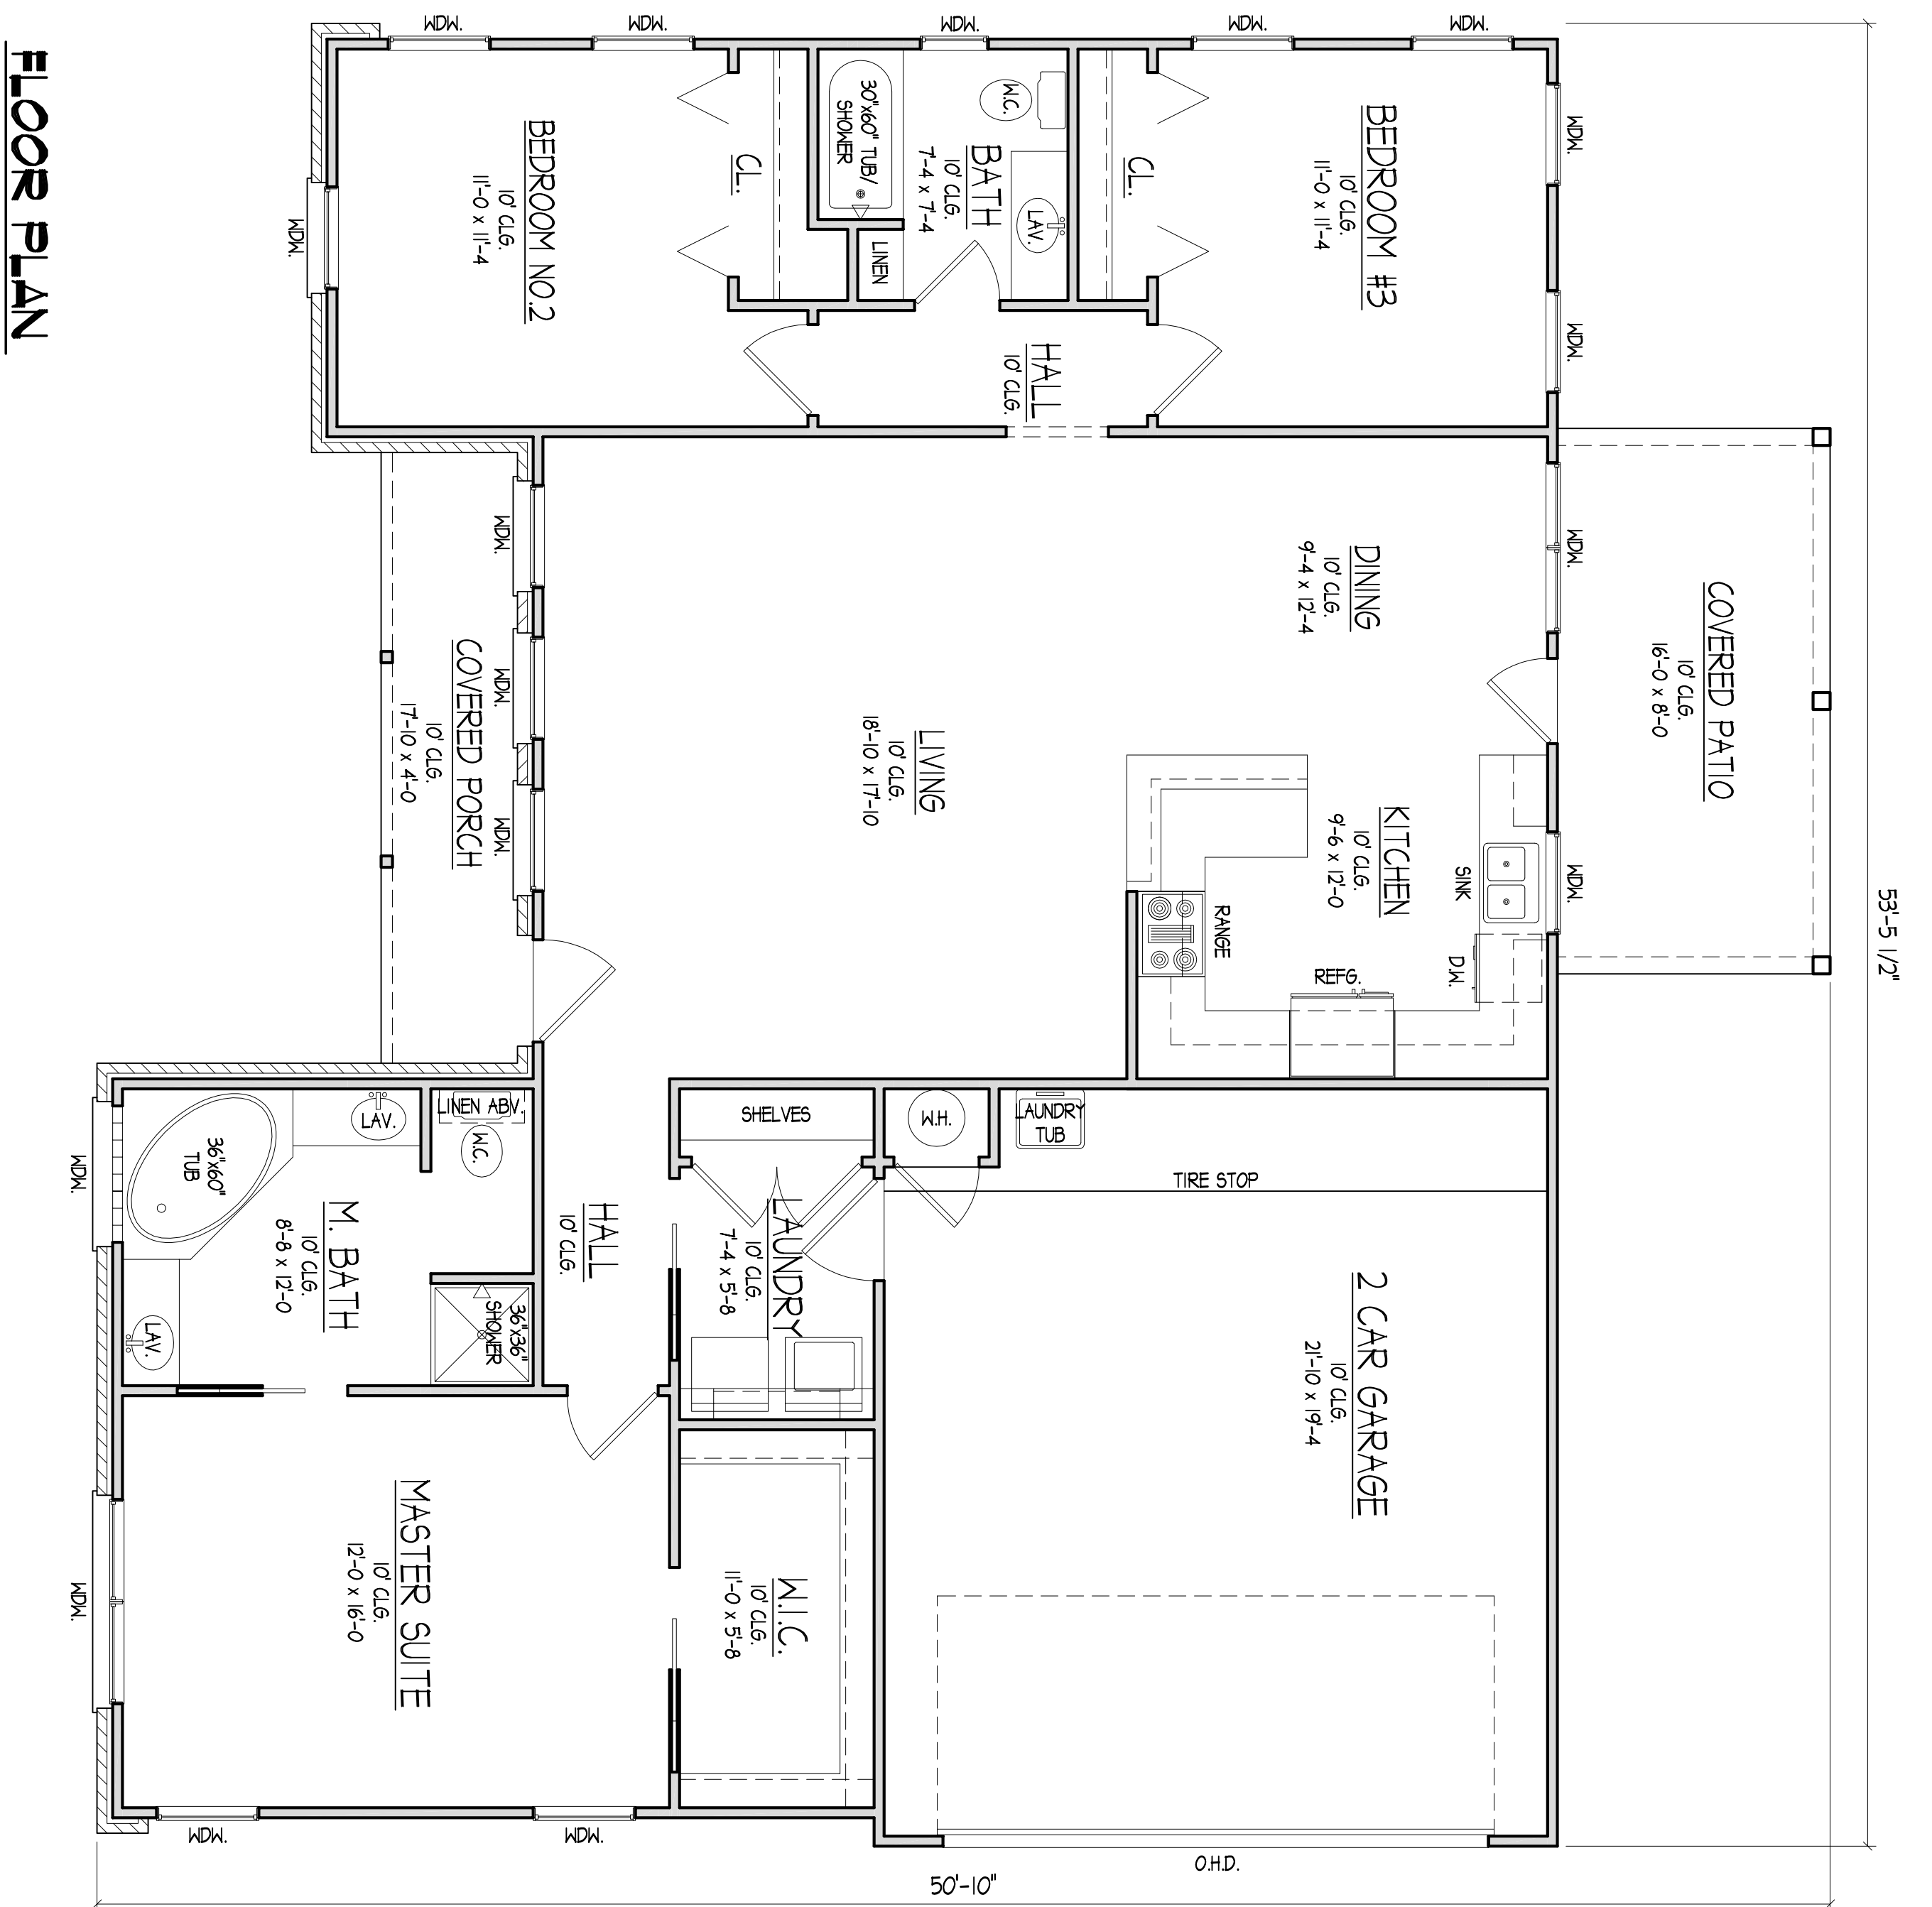 FLOOR PLAN
53'-5 1/2"
50'-10"
COVERED PATIO
10' CLG.
16'-0 x 8'-0
WDW.
WDW.
WDW.
WDW.
WDW.
WDW.
WDW.
WDW.
WDW.
BEDROOM #3
10' CLG.
11'-0 x 11'-4
CL.
BATH
10' CLG.
7'-4 x 7'-4
W.C.
LAV.
30"x60" TUB/
SHOWER
LINEN
CL.
BEDROOM NO.2
10' CLG.
11'-0 x 11'-4
WDW.
HALL
10' CLG.
DINING
10' CLG.
9'-4 x 12'-4
KITCHEN
10' CLG.
9'-6 x 12'-0
SINK
D.W.
REFG.
RANGE
LIVING
10' CLG.
18'-10 x 17'-10
WDW.
WDW.
WDW.
COVERED PORCH
10' CLG.
17'-10 x 4'-0
2 CAR GARAGE
10' CLG.
21'-10 x 19'-4
TIRE STOP
LAUNDRY
TUB
W.H.
O.H.D.
SHELVES
LAUNDRY
10' CLG.
7'-4 x 5'-8
HALL
10' CLG.
W.I.C.
10' CLG.
11'-0 x 5'-8
LINEN ABV.
W.C.
LAV.
36"x60"
TUB
M. BATH
10' CLG.
8'-8 x 12'-0
36"x36"
SHOWER
LAV.
MASTER SUITE
10' CLG.
12'-0 x 16'-0
WDW.
WDW.
WDW.
WDW.